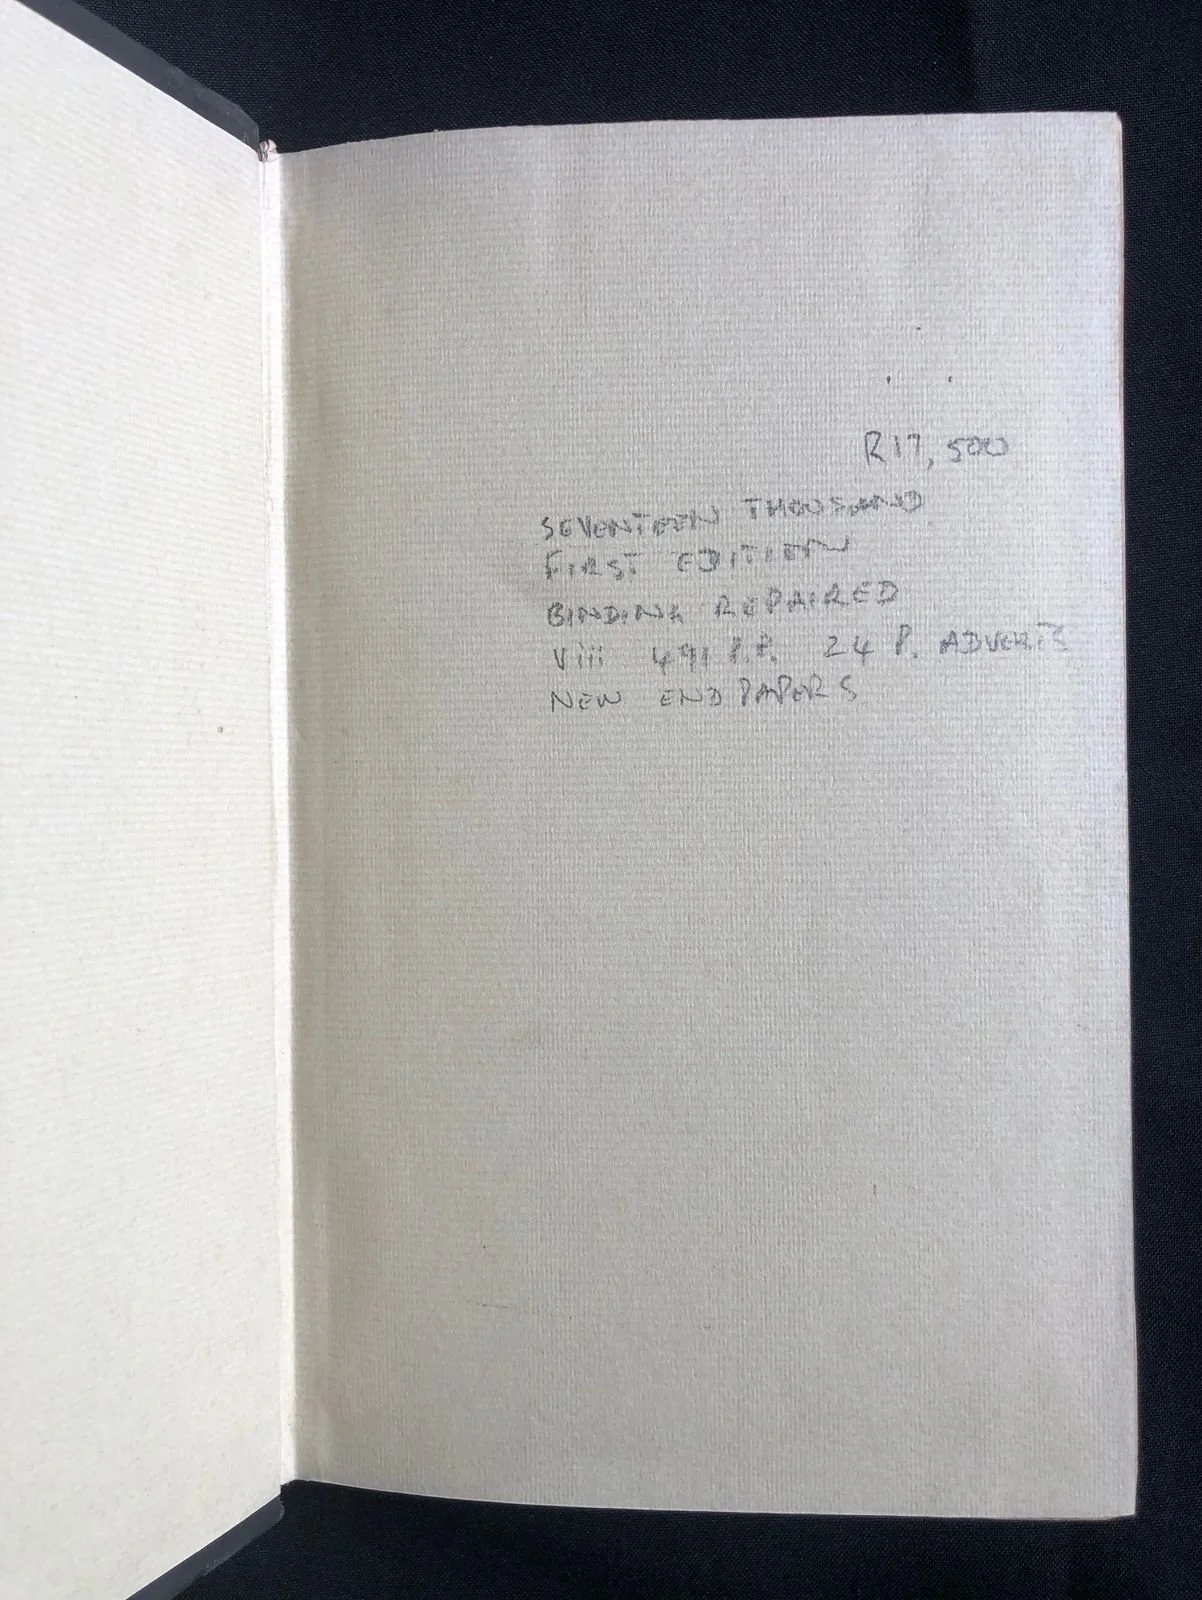 R17,500
SEVENTEEN THOUSAND
FIRST EDITION
BINDING REPAIRED
Viii 491 P.P. 24 P. ADVERTS
NEW END PAPERS